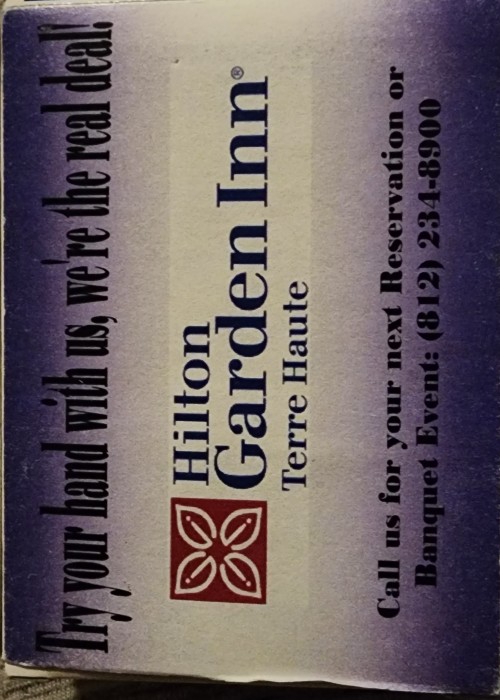 Try your hand with us, we're the real deal!
Hilton
Garden Inn®
Terre Haute
Call us for your next Reservation or
Banquet Event: (812) 234-8900